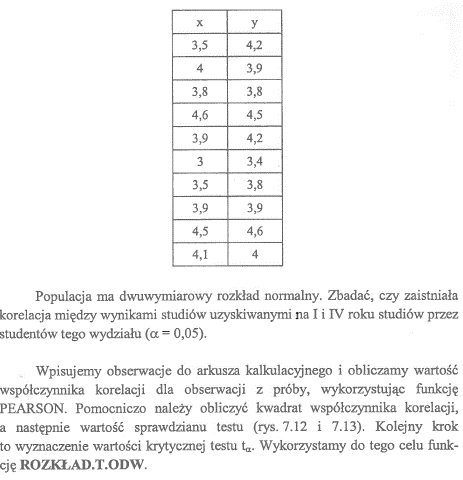 x y
3,5 4,2
4 3,9
3,8 3,8
4,6 4,5
3,9 4,2
3 3,4
3,5 3,8
3,9 3,9
4,5 4,6
4,1 4
Populacja ma dwuwymiarowy rozkład normalny. Zbadać, czy zaistniała
korelacja między wynikami studiów uzyskiwanymi na I i IV roku studiów przez
studentów tego wydziału (α = 0,05).
Wpisujemy obserwacje do arkusza kalkulacyjnego i obliczamy wartość
współczynnika korelacji dla obserwacji z próby, wykorzystując funkcję
PEARSON. Pomocniczo należy obliczyć kwadrat współczynnika korelacji,
a następnie wartość sprawdzianu testu (rys. 7.12 i 7.13). Kolejny krok
to wyznaczenie wartości krytycznej testu tα. Wykorzystamy do tego celu funk-
cję ROZKŁAD.T.ODW.